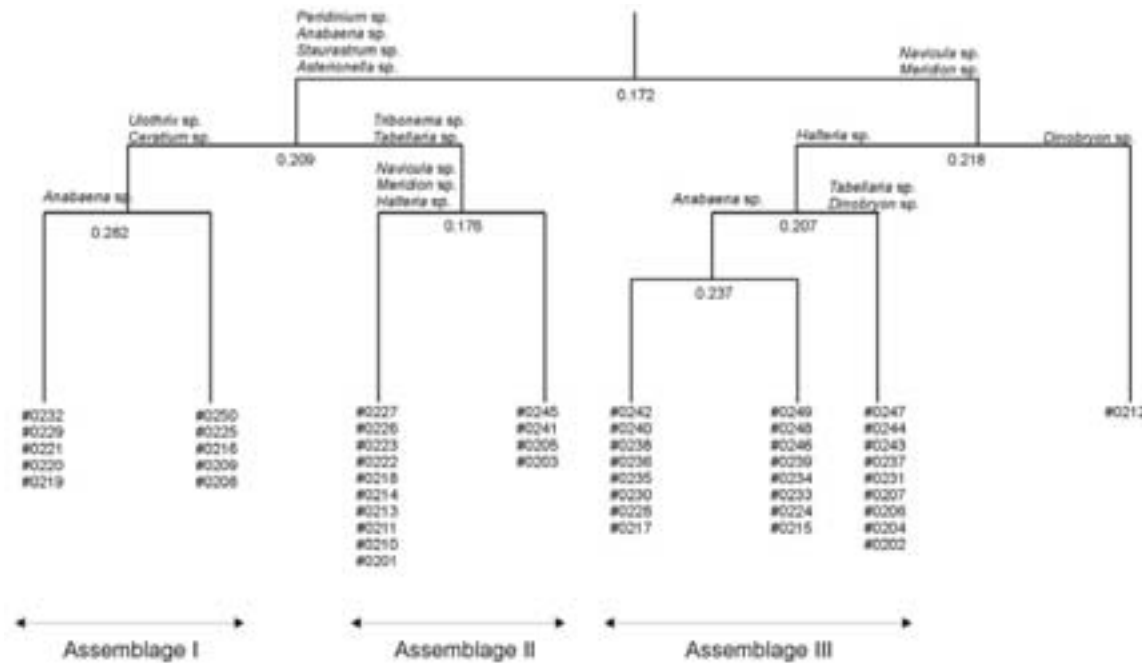 Peridinium sp.
Anabaena sp.
Staurastrum sp.
Asterionella sp.
Navicula sp.
Meridion sp.
0.172
Ulothrix sp.
Ceratium sp.
Tribonema sp.
Tabellaria sp.
Halteria sp.
Dinobryon sp.
0.209
0.218
Anabaena sp.
Navicula sp.
Meridion sp.
Halteria sp.
Anabaena sp.
Tabellaria sp.
Dinobryon sp.
0.262
0.176
0.207
0.237
#0232
#0229
#0221
#0220
#0219
#0250
#0225
#0216
#0209
#0208
#0227
#0226
#0223
#0222
#0218
#0214
#0213
#0211
#0210
#0201
#0245
#0241
#0205
#0203
#0242
#0240
#0238
#0236
#0235
#0230
#0228
#0217
#0249
#0248
#0246
#0239
#0234
#0233
#0224
#0215
#0247
#0244
#0243
#0237
#0231
#0207
#0206
#0204
#0202
#0212
Assemblage I
Assemblage II
Assemblage III